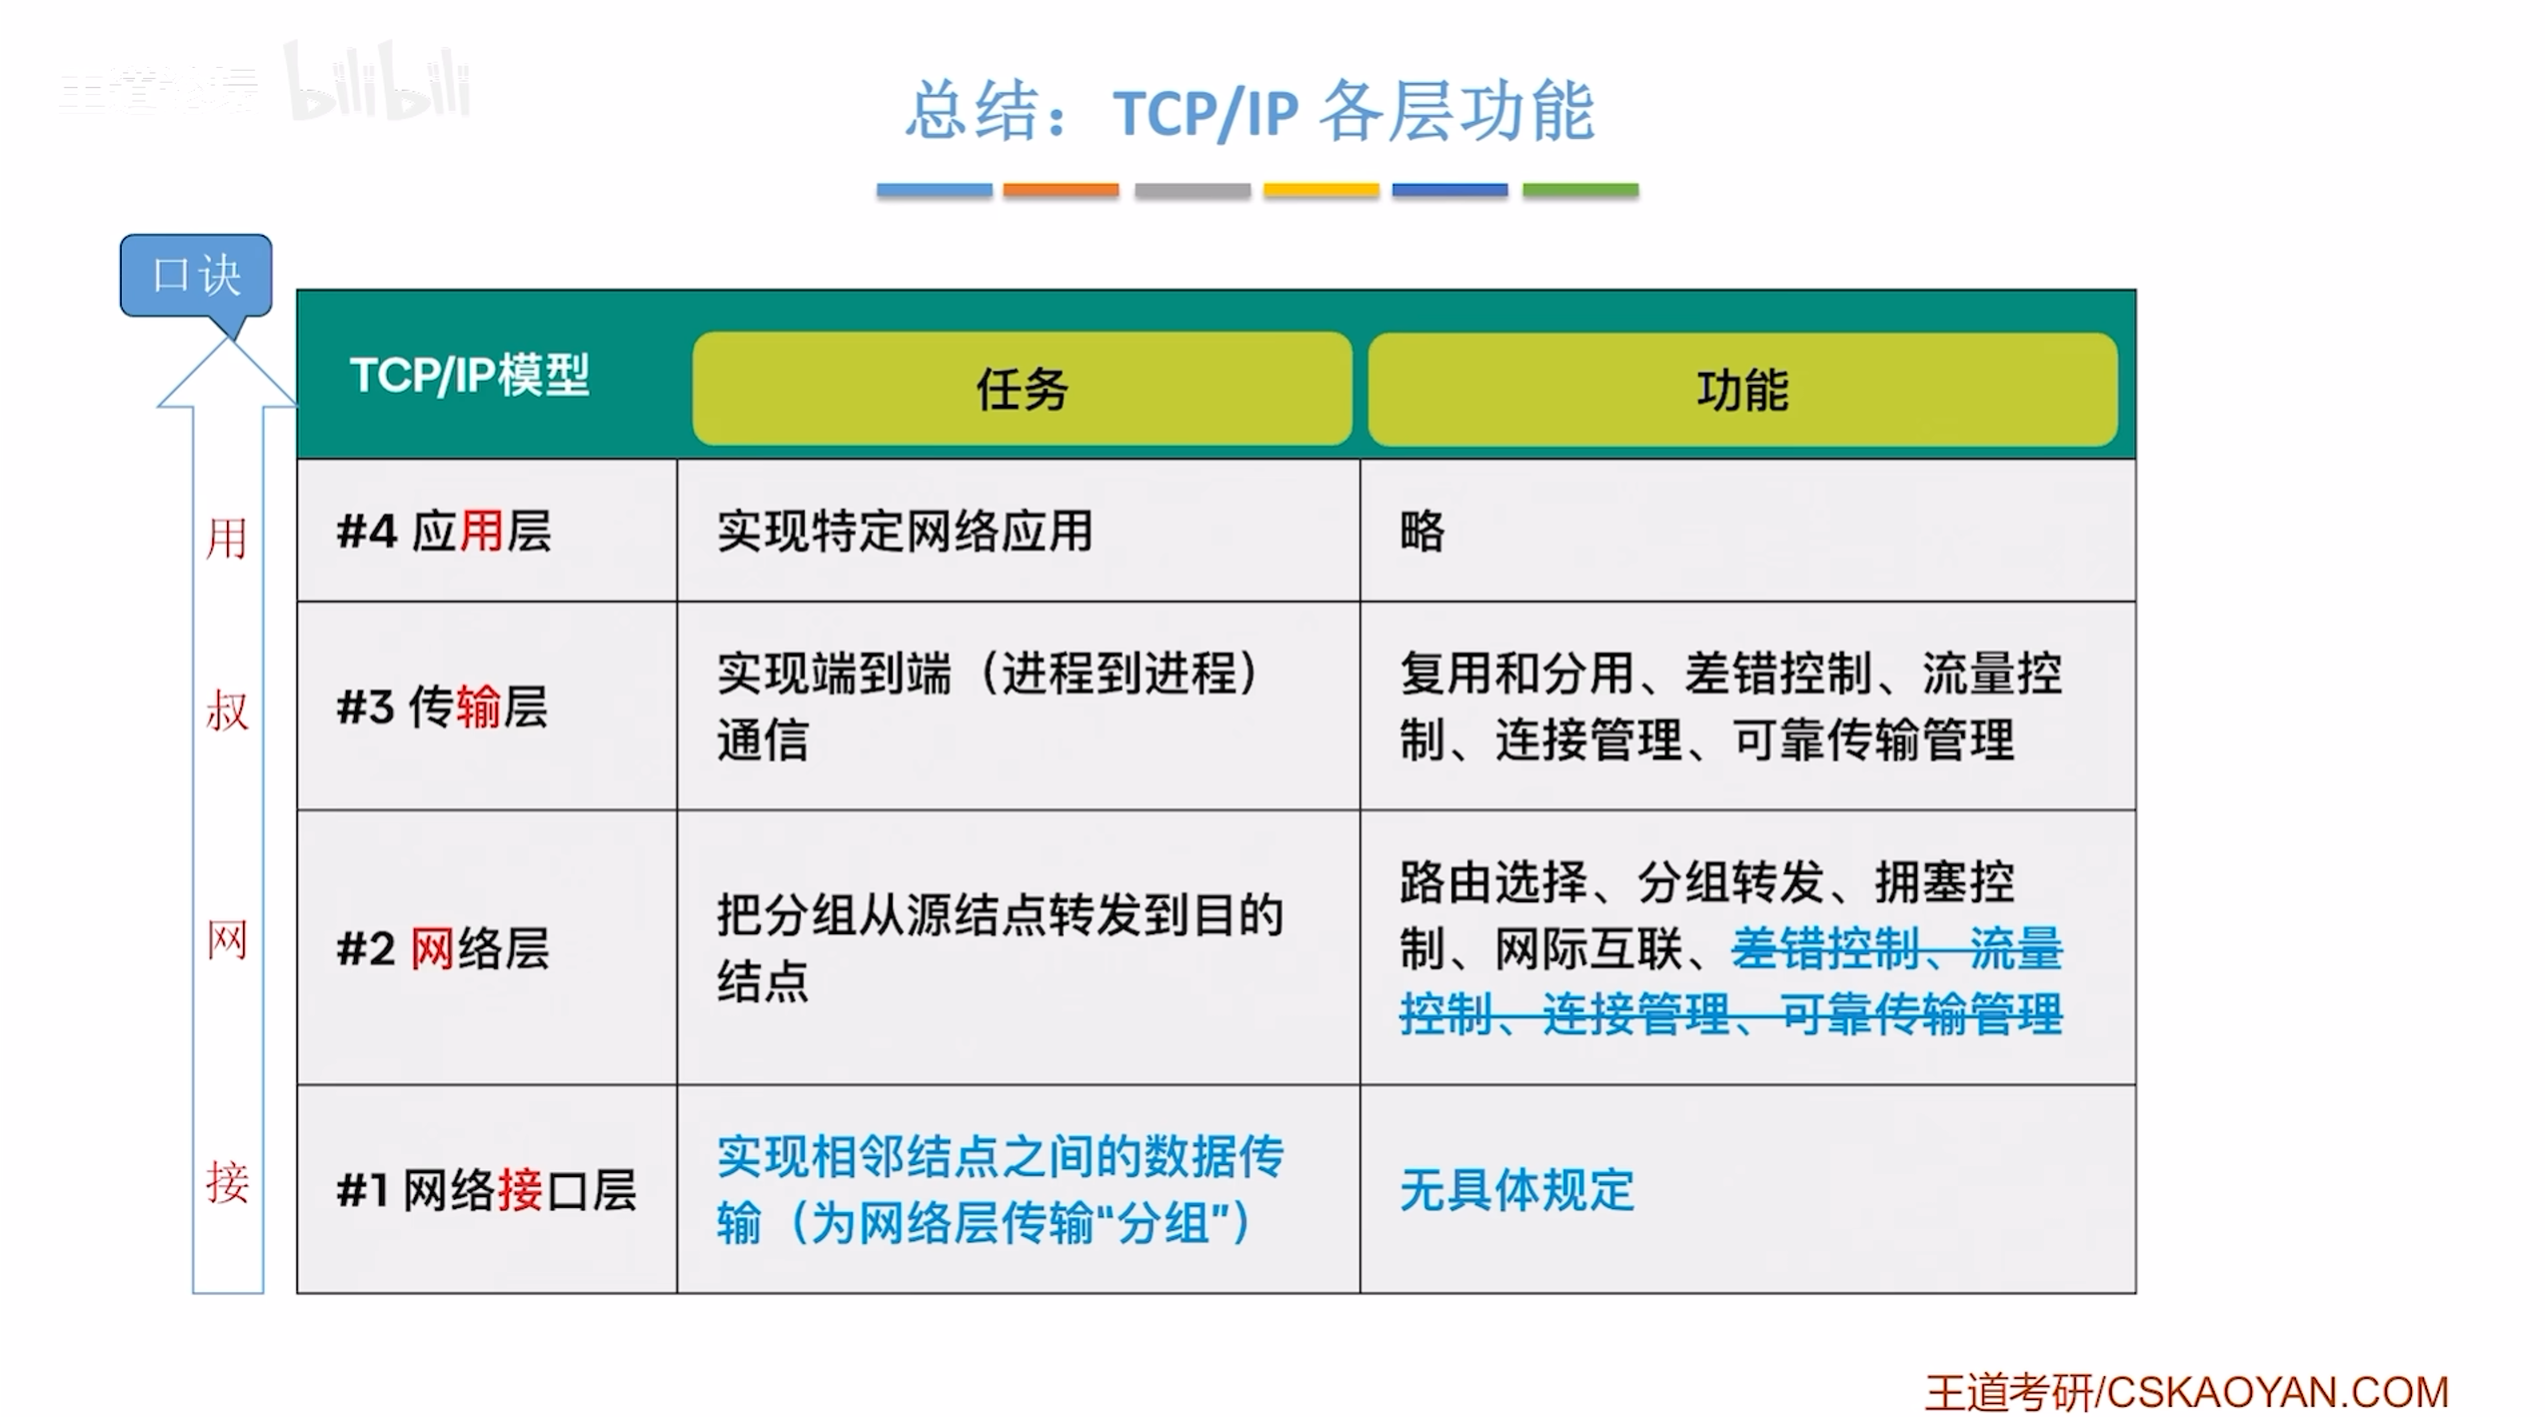 王道论坛 bilibili
总结：TCP/IP 各层功能
口诀
TCP/IP模型
任务
功能
用
#4 应用层
实现特定网络应用
略
叔
#3 传输层
实现端到端（进程到进程）
通信
复用和分用、差错控制、流量控
制、连接管理、可靠传输管理
网
#2 网络层
把分组从源结点转发到目的
结点
路由选择、分组转发、拥塞控
制、网际互联、差错控制、流量
控制、连接管理、可靠传输管理
接
#1 网络接口层
实现相邻结点之间的数据传
输（为网络层传输“分组”）
无具体规定
王道考研/CSKAOYAN.COM